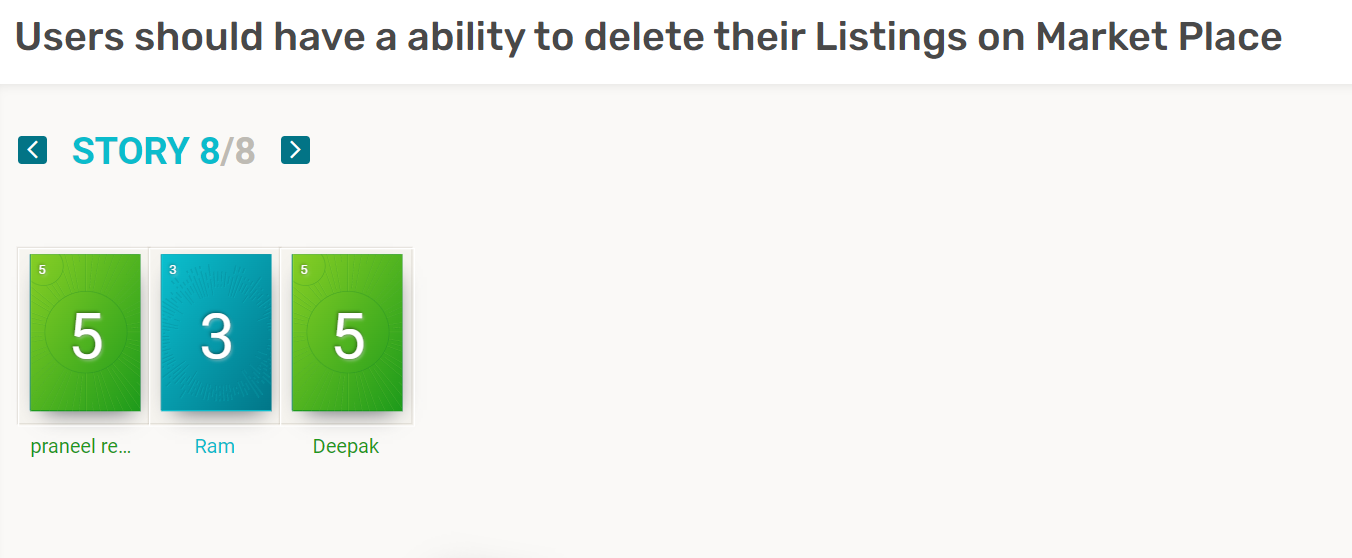 Users should have a ability to delete their Listings on Market Place
STORY 8/8
5 3 5
5 3 5
praneel re... Ram Deepak